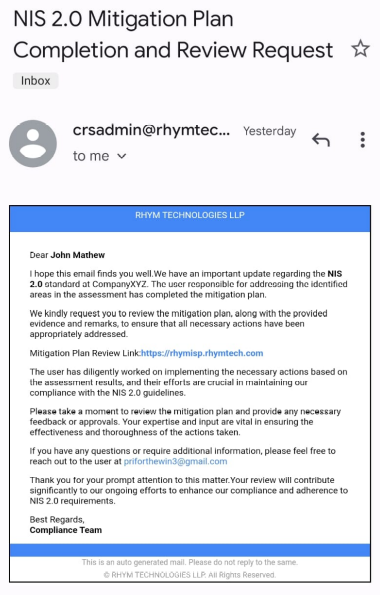 NIS 2.0 Mitigation Plan
Completion and Review Request
Inbox
crsadmin@rhymtec... Yesterday
to me
RHYM TECHNOLOGIES LLP
Dear John Mathew
I hope this email finds you well.We have an important update regarding the NIS
2.0 standard at CompanyXYZ. The user responsible for addressing the identified
areas in the assessment has completed the mitigation plan.
We kindly request you to review the mitigation plan, along with the provided
evidence and remarks, to ensure that all necessary actions have been
appropriately addressed.
Mitigation Plan Review Link:https://rhymisp.rhymtech.com
The user has diligently worked on implementing the necessary actions based on
the assessment results, and their efforts are crucial in maintaining our
compliance with the NIS 2.0 guidelines.
Please take a moment to review the mitigation plan and provide any necessary
feedback or approvals. Your expertise and input are vital in ensuring the
effectiveness and thoroughness of the actions taken.
If you have any questions or require additional information, please feel free to
reach out to the user at priforthewin3@gmail.com
Thank you for your prompt attention to this matter.Your review will contribute
significantly to our ongoing efforts to enhance our compliance and adherence to
NIS 2.0 requirements.
Best Regards,
Compliance Team
This is an auto generated mail. Please do not reply to the same.
© RHYM TECHNOLOGIES LLP. All Rights Reserved.